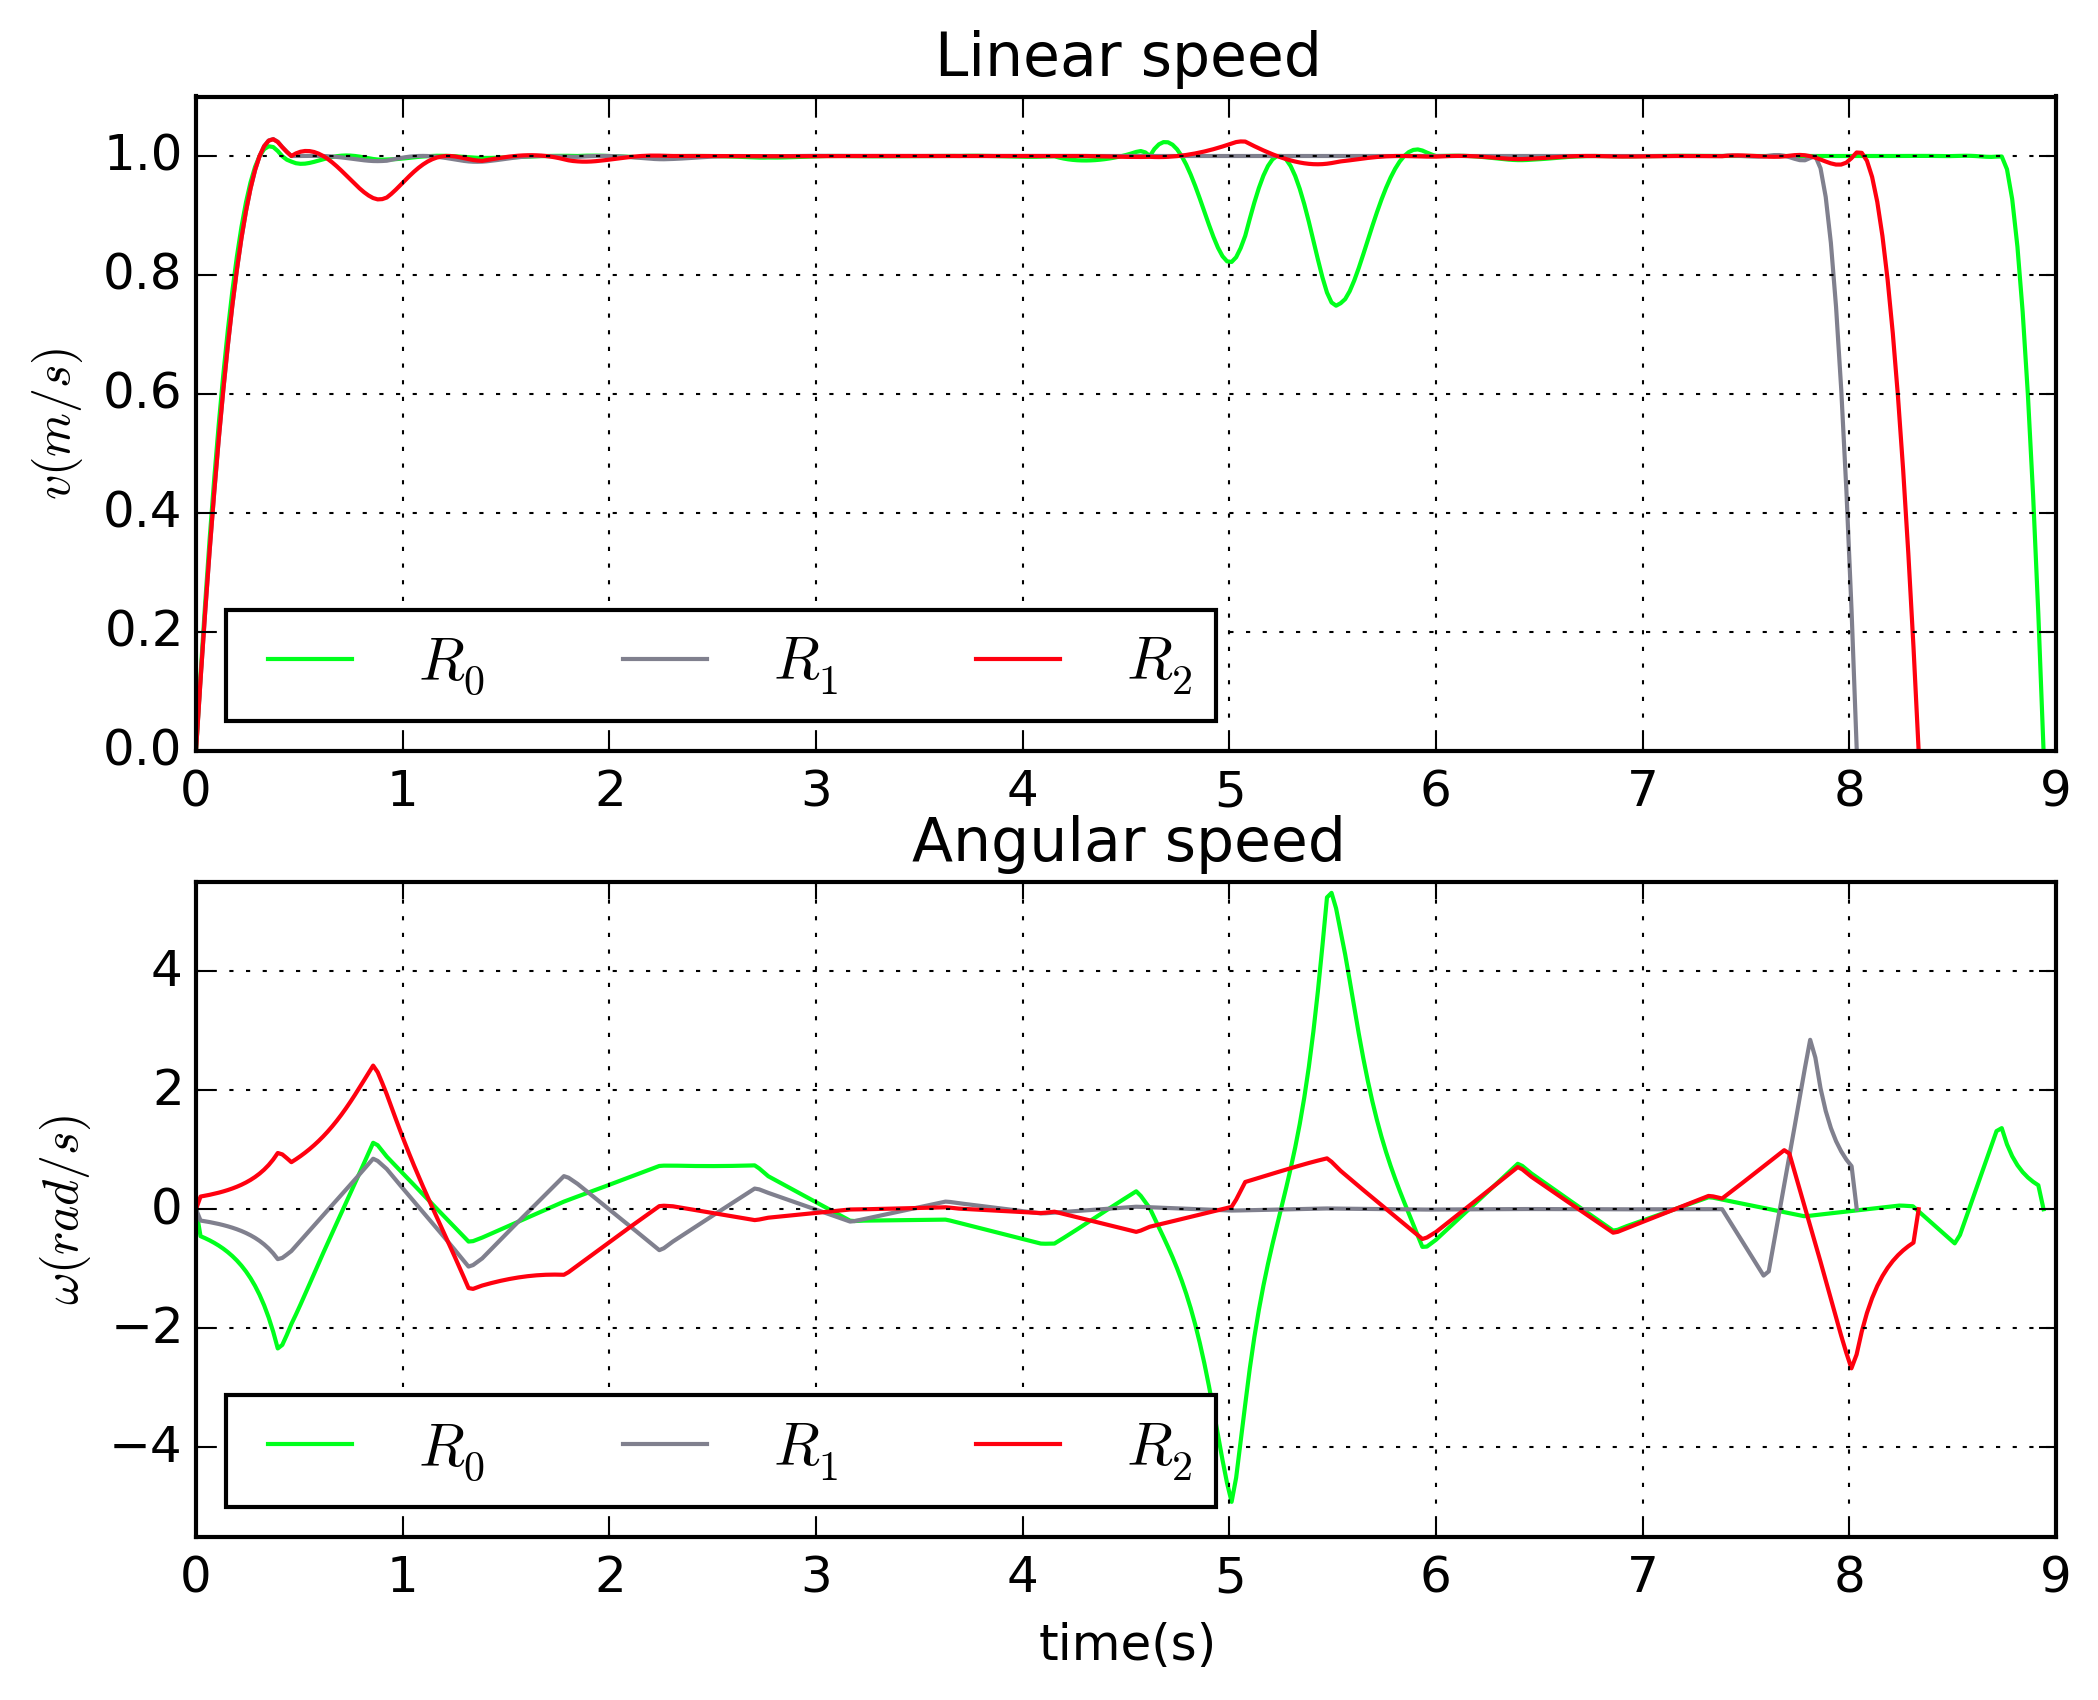 Linear speed
1.0
0.8
0.6
0.4
0.2
0.0
v(m/s)
R0 R1 R2
0 1 2 3 4 5 6 7 8 9
Angular speed
4
2
0
−2
−4
ω(rad/s)
R0 R1 R2
0 1 2 3 4 5 6 7 8 9
time(s)